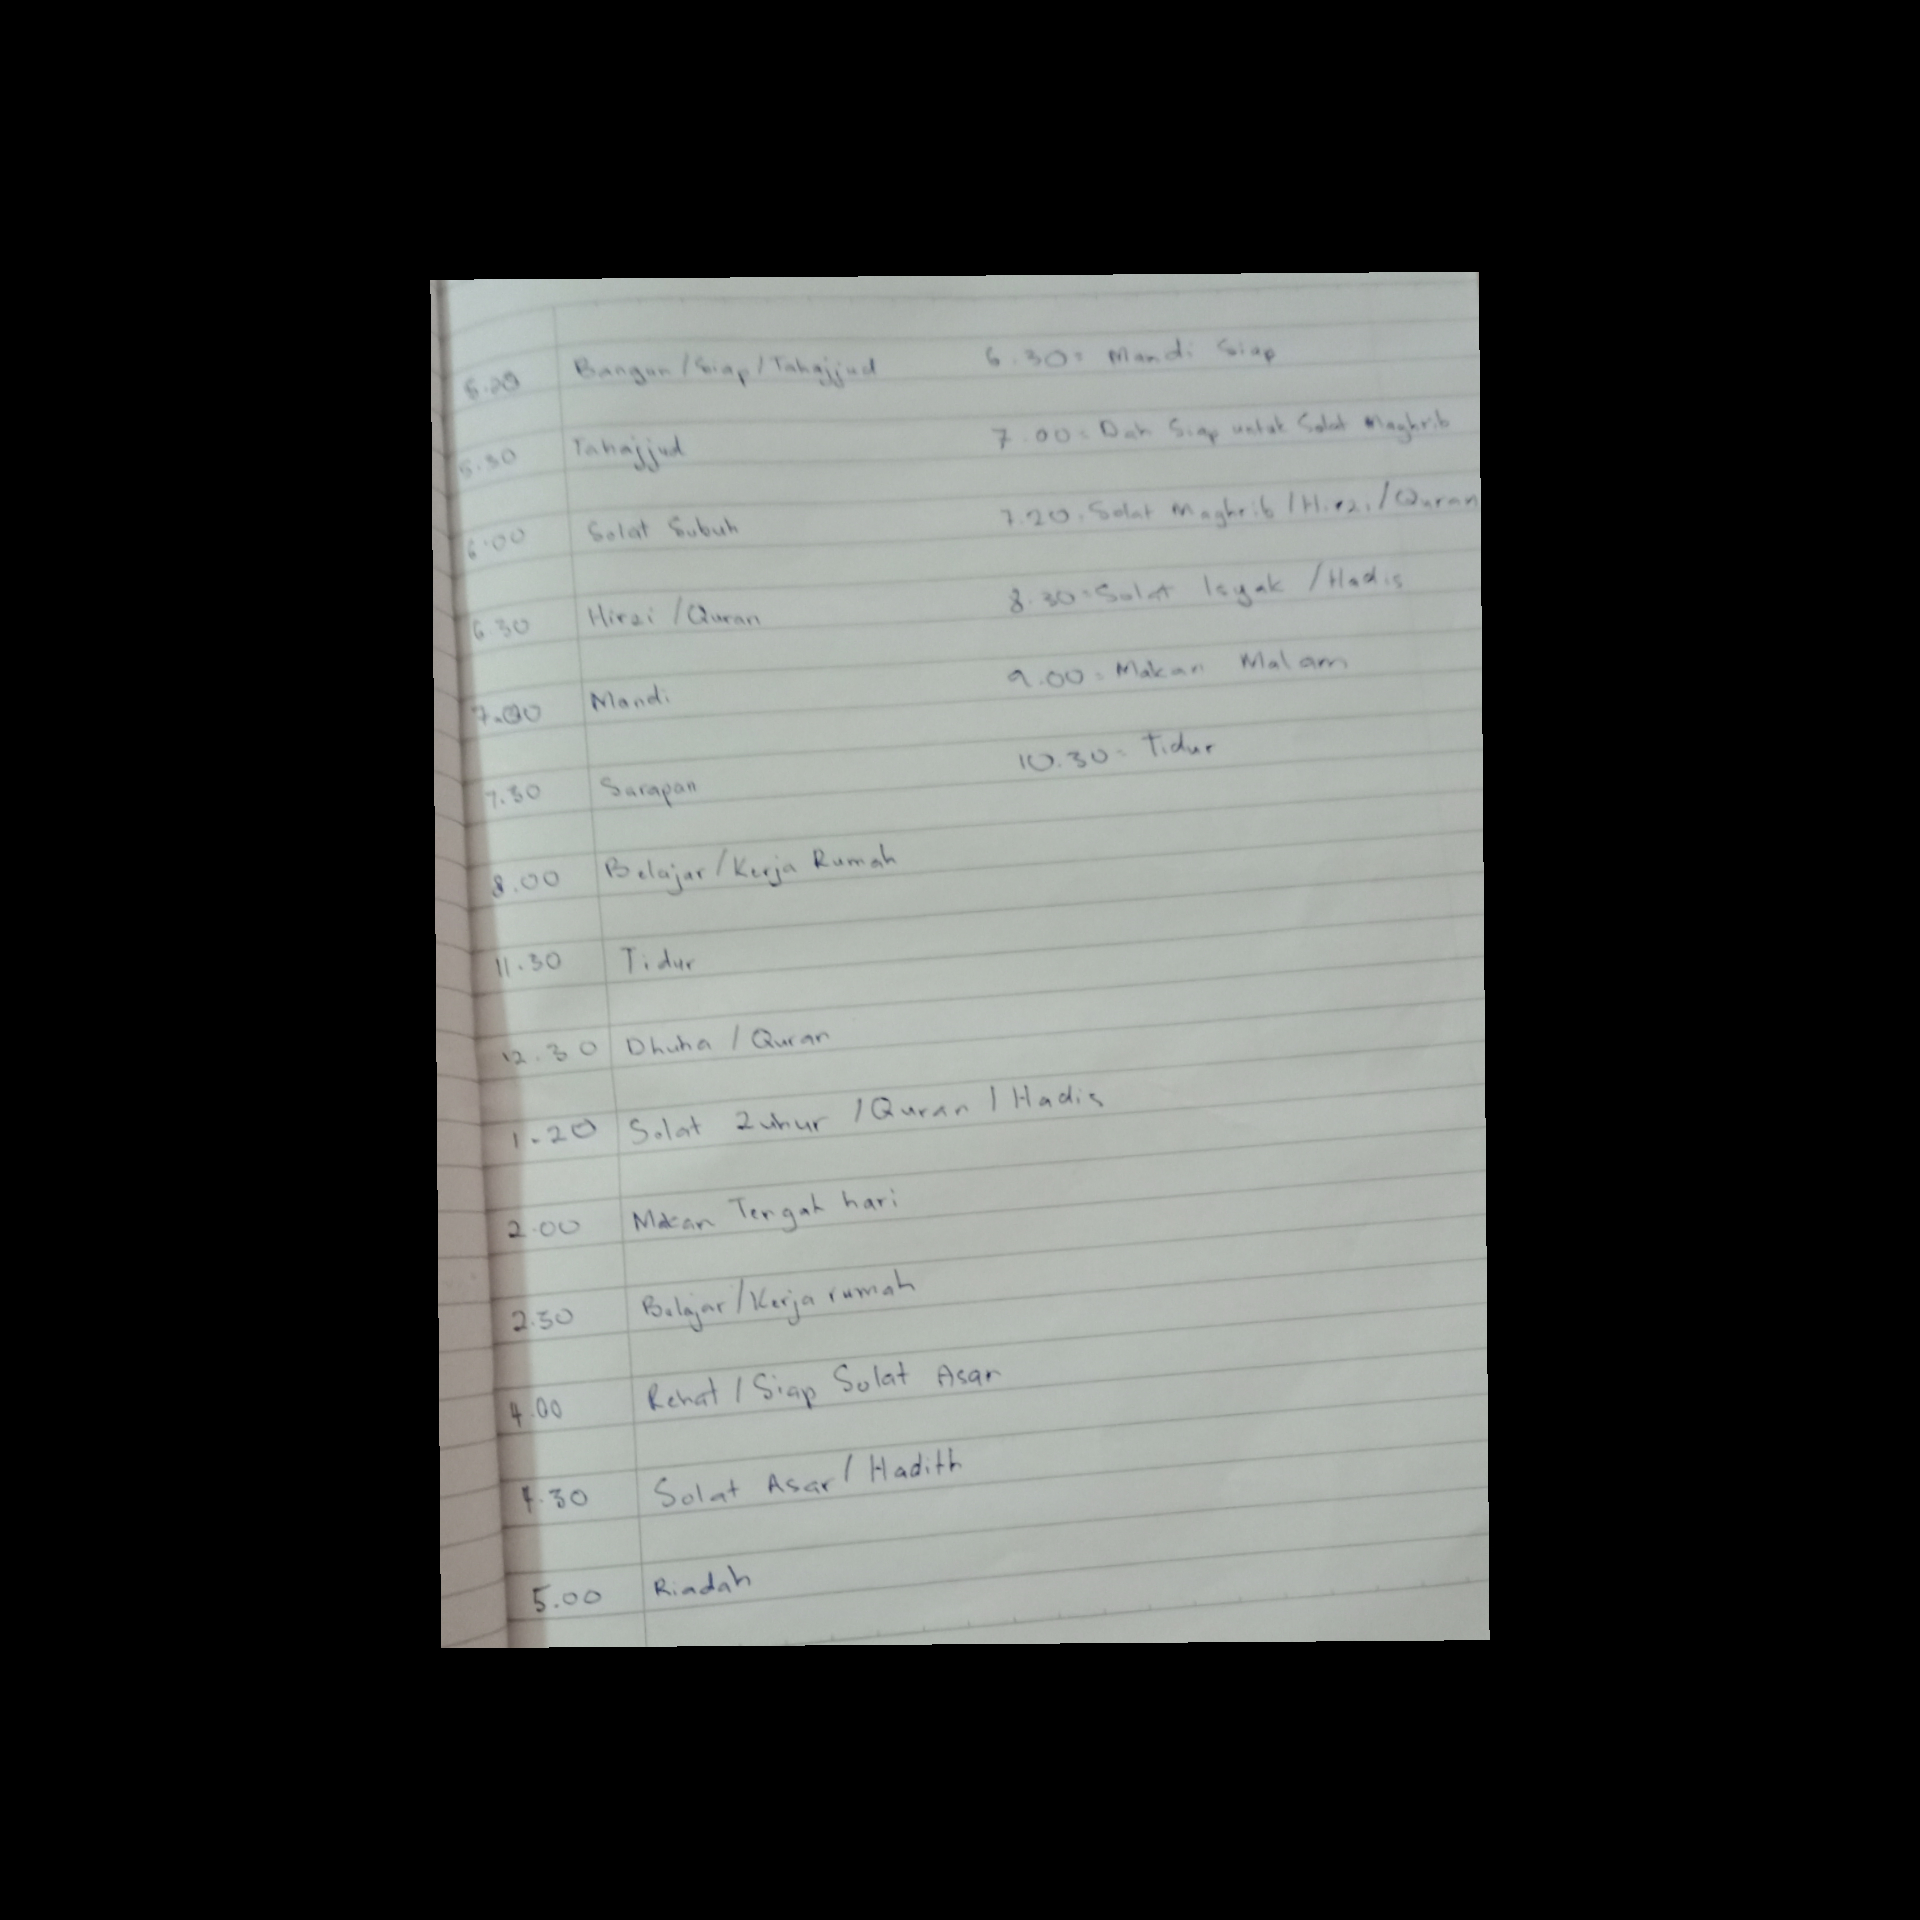 5.20 Bangun/Siap/Tahajjud
5.30 Tahajjud
6.00 Solat Subuh
6.30 Hirzi /Quran
7.00 Mandi
7.30 Sarapan
8.00 Belajar/Kerja Rumah
11.30 Tidur
12.30 Dhuha / Quran
1.20 Solat Zuhur /Quran / Hadis
2.00 Makan Tengah hari
2.30 Belajar/Kerja rumah
4.00 Rehat / Siap Solat Asar
4.30 Solat Asar / Hadith
5.00 Riadah
6.30= Mandi Siap
7.00= Dah Siap untuk Solat Maghrib
7.20= Solat Maghrib /Hirzi/Quran
8.30=Solat Isyak /Hadis
9.00= Makan Malam
10.30= Tidur